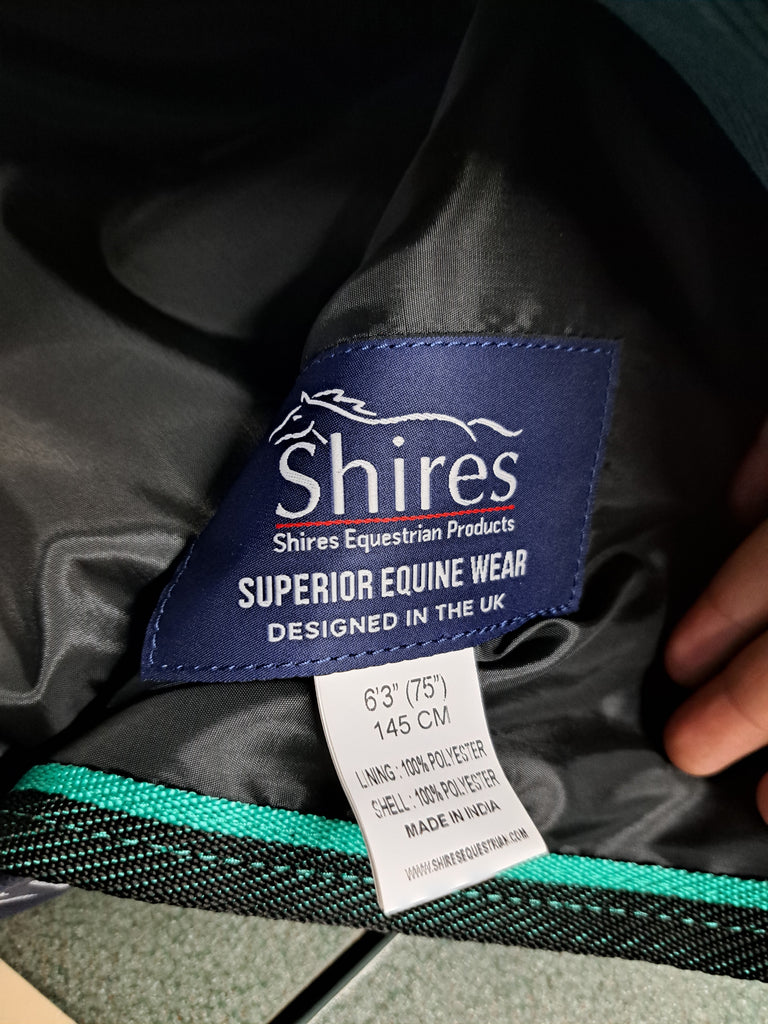 Shires
Shires Equestrian Products
SUPERIOR EQUINE WEAR
DESIGNED IN THE UK
6'3" (75")
145 CM
LINING : 100% POLYESTER
SHELL : 100% POLYESTER
MADE IN INDIA
WWW.SHIRESEQUESTRIAN.COM